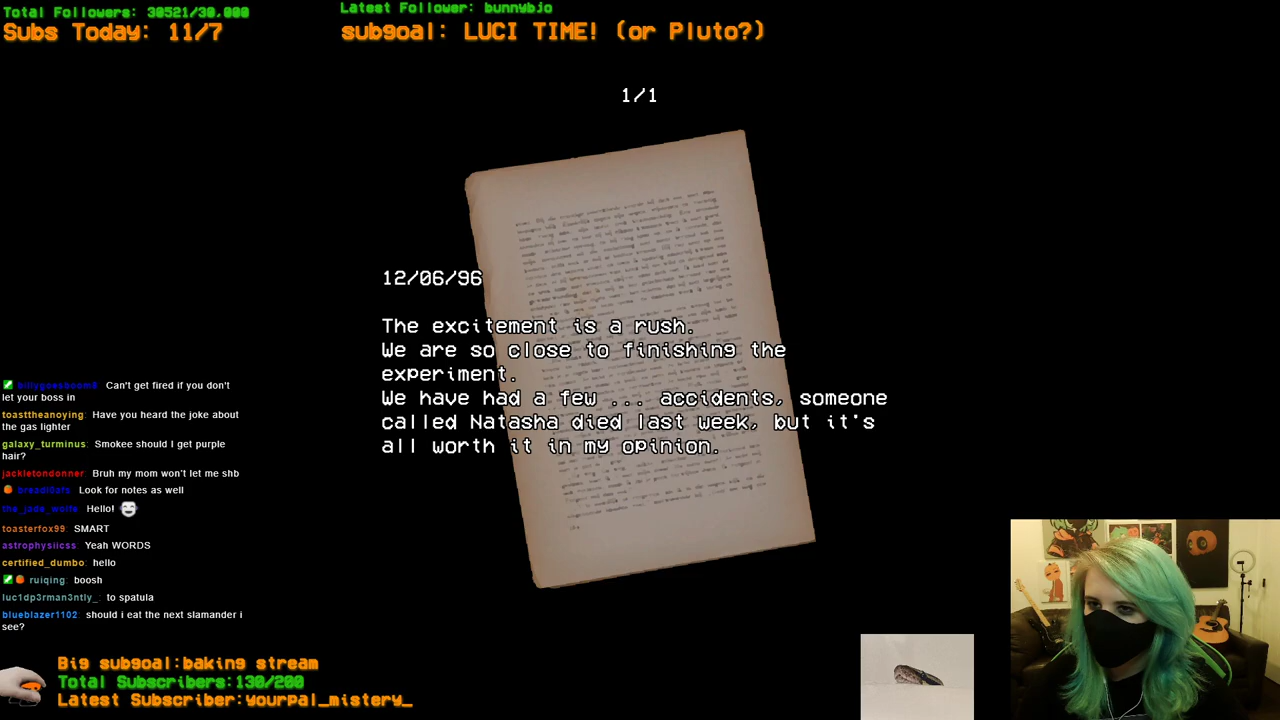 Total Followers: 30521/30,000
Subs Today: 11/7
Latest Follower: bunnybjo
subgoal: LUCI TIME! (or Pluto?)
1/1
12/06/96
The excitement is a rush.
We are so close to finishing the
experiment.
We have had a few ... accidents, someone
called Natasha died last week, but it's
all worth it in my opinion.
billygoesboom8: Can't get fired if you don't
let your boss in
toasttheanoying: Have you heard the joke about
the gas lighter
galaxy_turminus: Smokee should I get purple
hair?
jackletondonner: Bruh my mom won't let me shb
breadl0afs: Look for notes as well
the_jade_wolfe: Hello!
toasterfox99: SMART
astrophysiicss: Yeah WORDS
certified_dumbo: hello
ruiqing: boosh
luc1dp3rman3ntly_: to spatula
blueblazer1102: should i eat the next slamander i
see?
Big subgoal:baking stream
Total Subscribers:130/200
Latest Subscriber:yourpal_mistery_